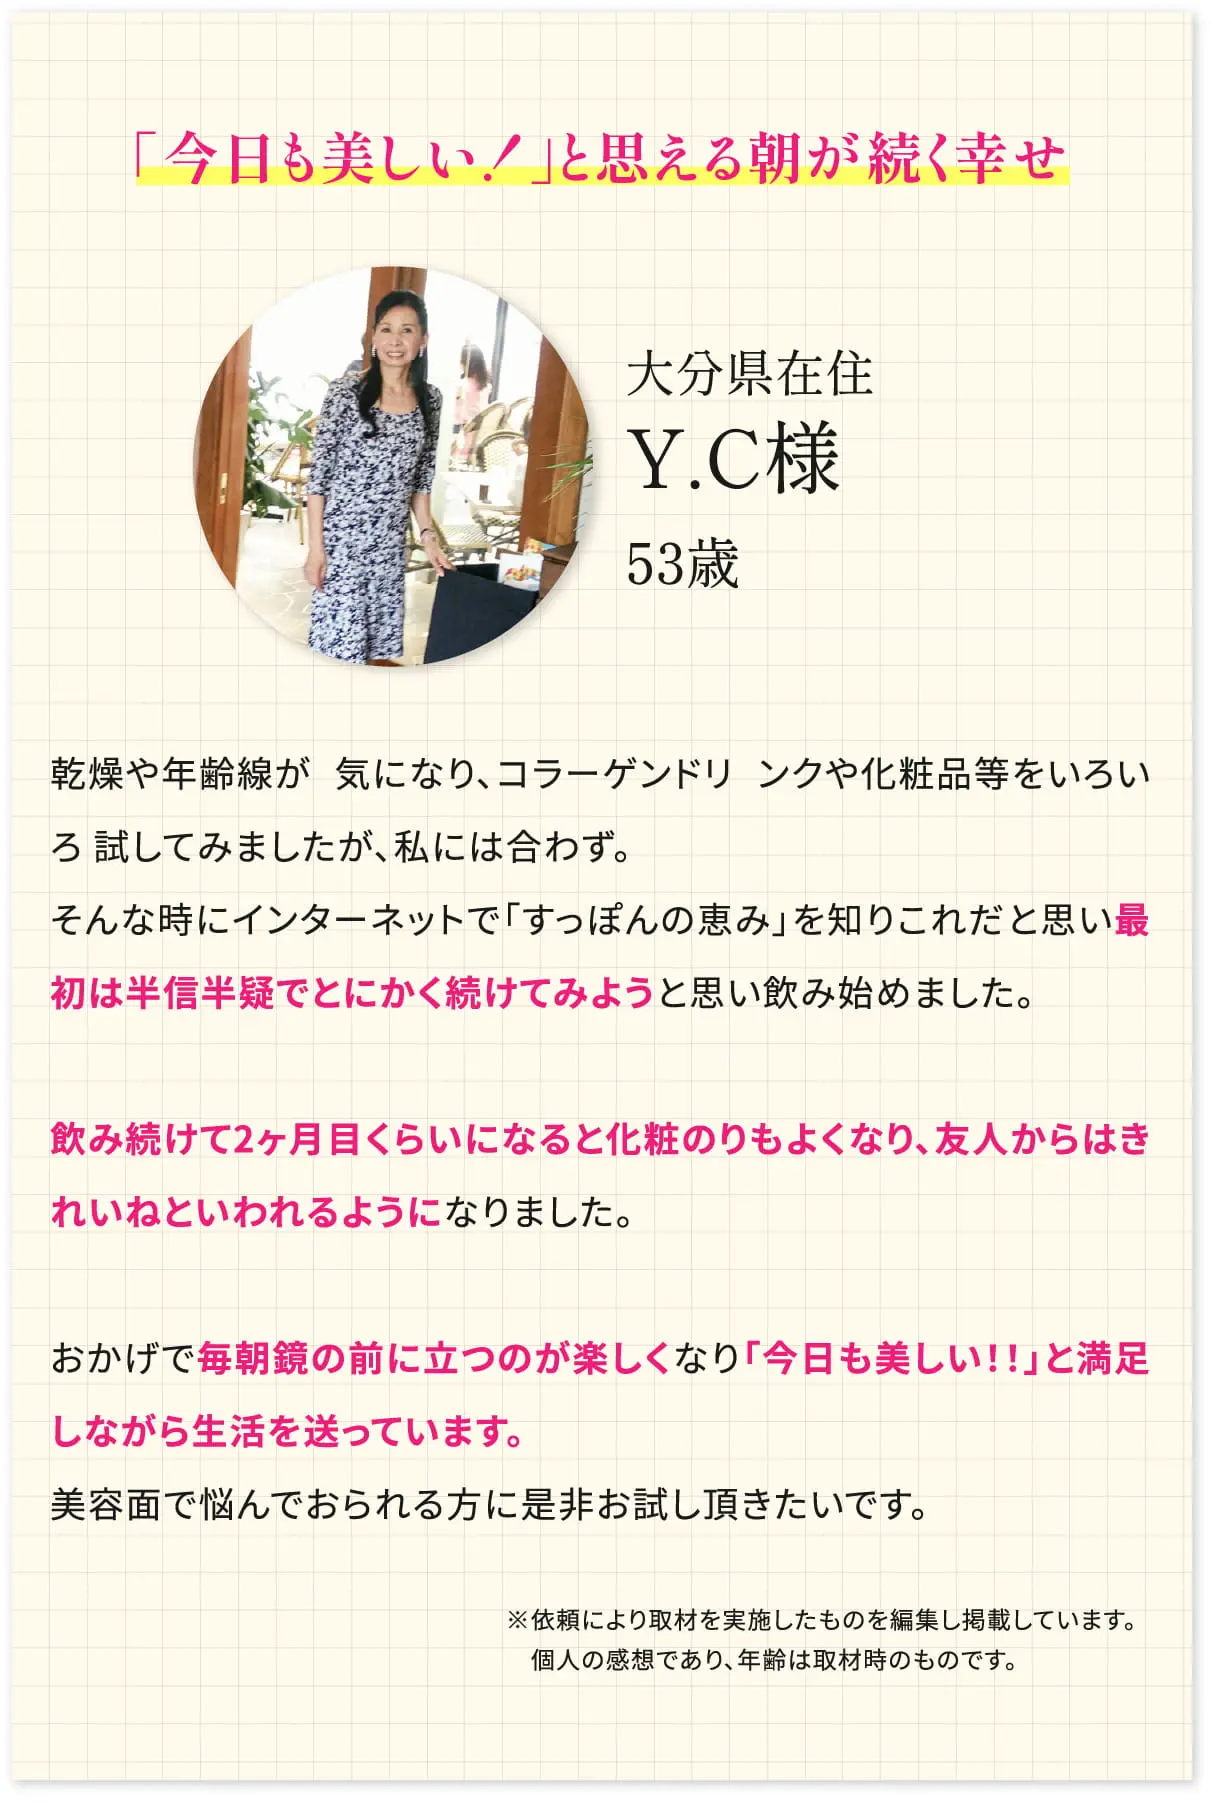 「今日も美しい！」と思える朝が続く幸せ
大分県在住
Y.C様
53歳
乾燥や年齢線が 気になり、コラーゲンドリ ンクや化粧品等をいろい
ろ 試してみましたが、私には合わず。
そんな時にインターネットで「すっぽんの恵み」を知りこれだと思い最
初は半信半疑でとにかく続けてみようと思い飲み始めました。
飲み続けて2ヶ月目くらいになると化粧のりもよくなり、友人からはき
れいねといわれるようになりました。
おかげで毎朝鏡の前に立つのが楽しくなり「今日も美しい！！」と満足
しながら生活を送っています。
美容面で悩んでおられる方に是非お試し頂きたいです。
※依頼により取材を実施したものを編集し掲載しています。
個人の感想であり、年齢は取材時のものです。